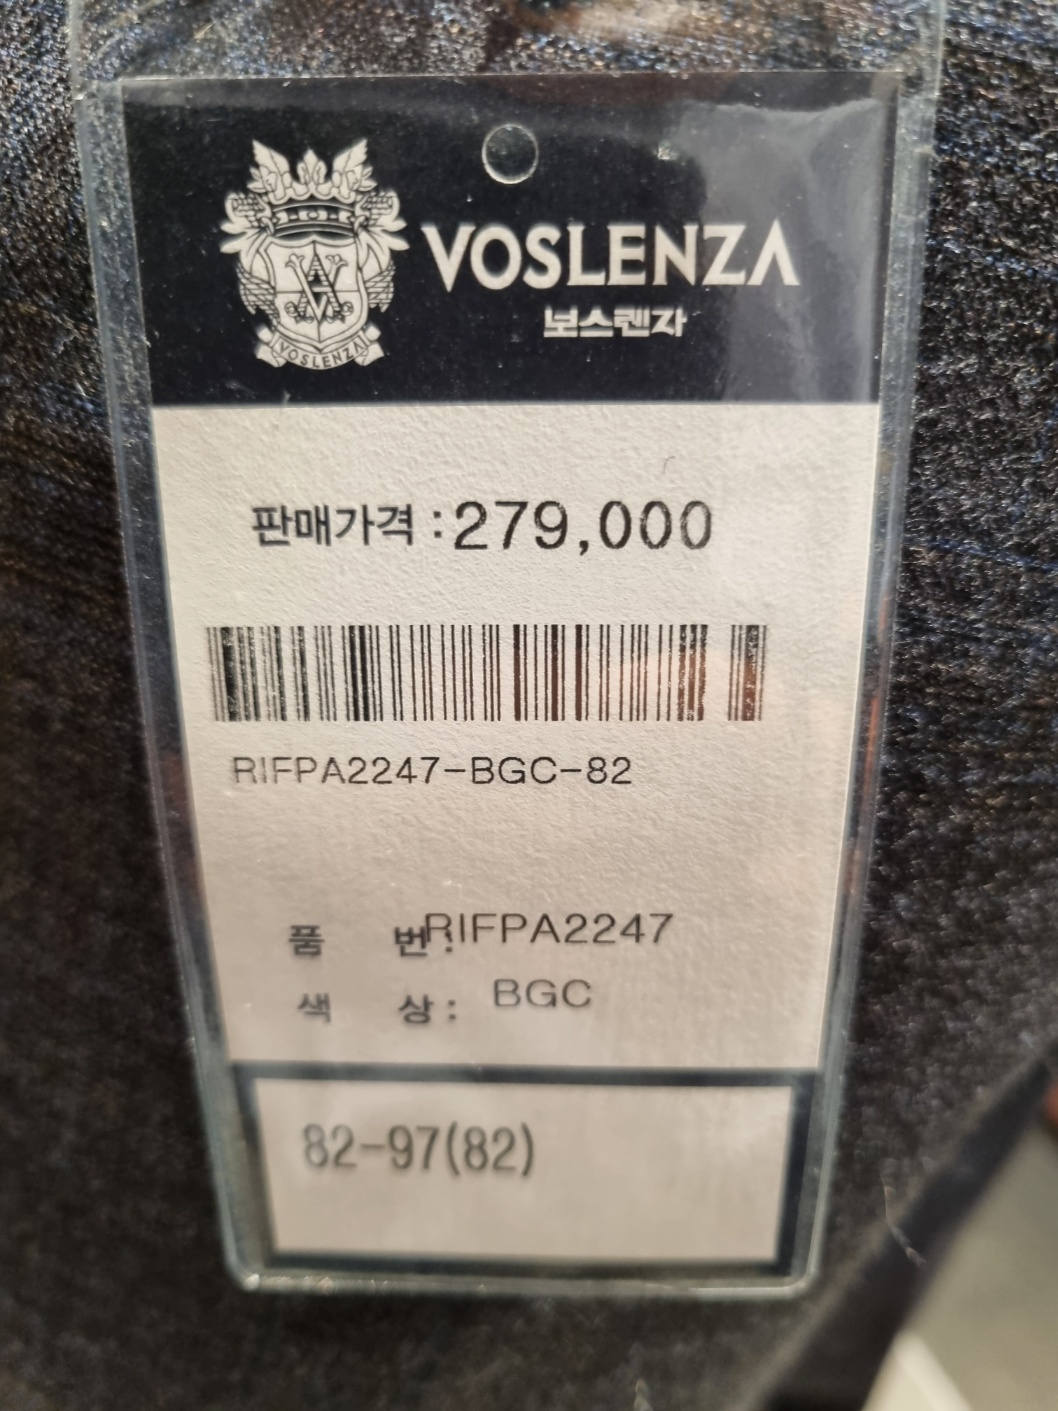 VOSLENZA
보스렌자
VOSLENZA
판매가격 : 279,000
RIFPA2247-BGC-82
품 번 : RIFPA2247
색 상 : BGC
82-97(82)